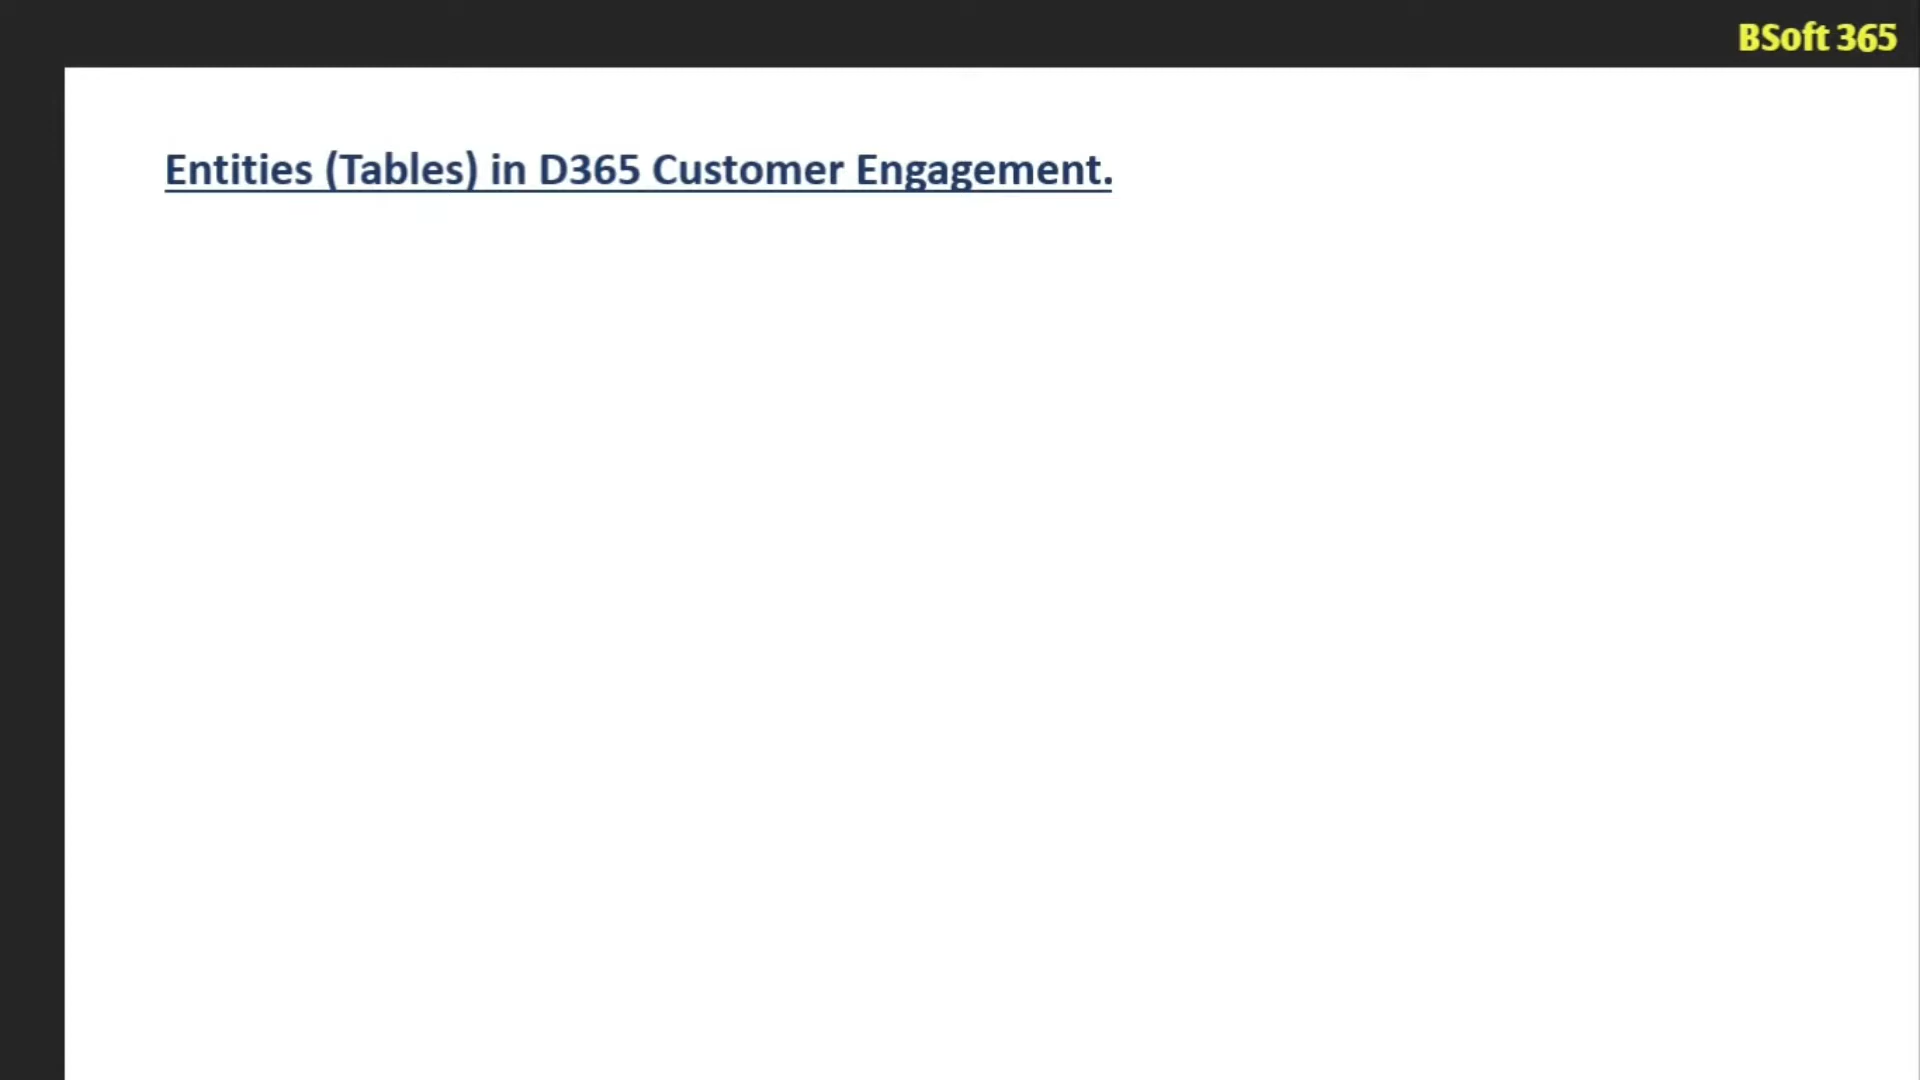 BSoft 365
Entities (Tables) in D365 Customer Engagement.